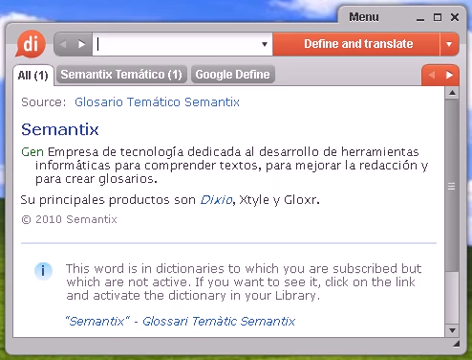 Menu
di
Define and translate
All (1)
Semantix Temático (1)
Google Define
Source: Glosario Temático Semantix
Semantix
Gen Empresa de tecnología dedicada al desarrollo de herramientas
informáticas para comprender textos, para mejorar la redacción y
para crear glosarios.
Su principales productos son Dixio, Xtyle y Gloxr.
© 2010 Semantix
This word is in dictionaries to which you are subscribed but
which are not active. If you want to see it, click on the link
and activate the dictionary in your Library.
"Semantix" - Glossari Temàtic Semantix